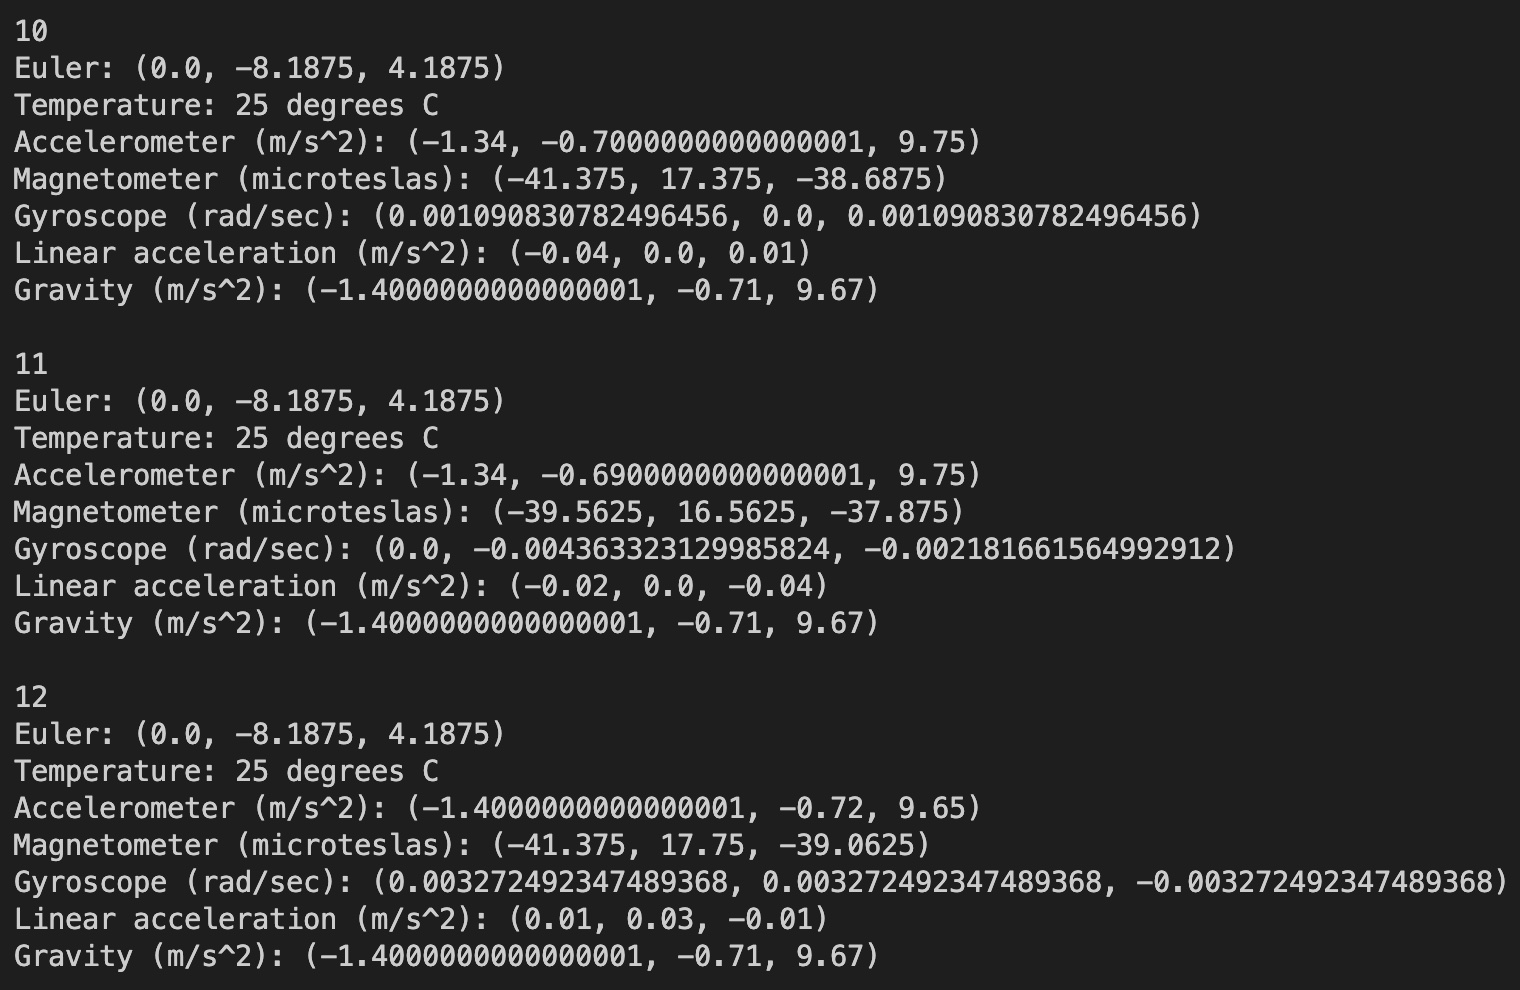 10
Euler: (0.0, -8.1875, 4.1875)
Temperature: 25 degrees C
Accelerometer (m/s^2): (-1.34, -0.7000000000000001, 9.75)
Magnetometer (microteslas): (-41.375, 17.375, -38.6875)
Gyroscope (rad/sec): (0.001090830782496456, 0.0, 0.001090830782496456)
Linear acceleration (m/s^2): (-0.04, 0.0, 0.01)
Gravity (m/s^2): (-1.4000000000000001, -0.71, 9.67)

11
Euler: (0.0, -8.1875, 4.1875)
Temperature: 25 degrees C
Accelerometer (m/s^2): (-1.34, -0.6900000000000001, 9.75)
Magnetometer (microteslas): (-39.5625, 16.5625, -37.875)
Gyroscope (rad/sec): (0.0, -0.004363323129985824, -0.002181661564992912)
Linear acceleration (m/s^2): (-0.02, 0.0, -0.04)
Gravity (m/s^2): (-1.4000000000000001, -0.71, 9.67)

12
Euler: (0.0, -8.1875, 4.1875)
Temperature: 25 degrees C
Accelerometer (m/s^2): (-1.4000000000000001, -0.72, 9.65)
Magnetometer (microteslas): (-41.375, 17.75, -39.0625)
Gyroscope (rad/sec): (0.003272492347489368, 0.003272492347489368, -0.003272492347489368)
Linear acceleration (m/s^2): (0.01, 0.03, -0.01)
Gravity (m/s^2): (-1.4000000000000001, -0.71, 9.67)